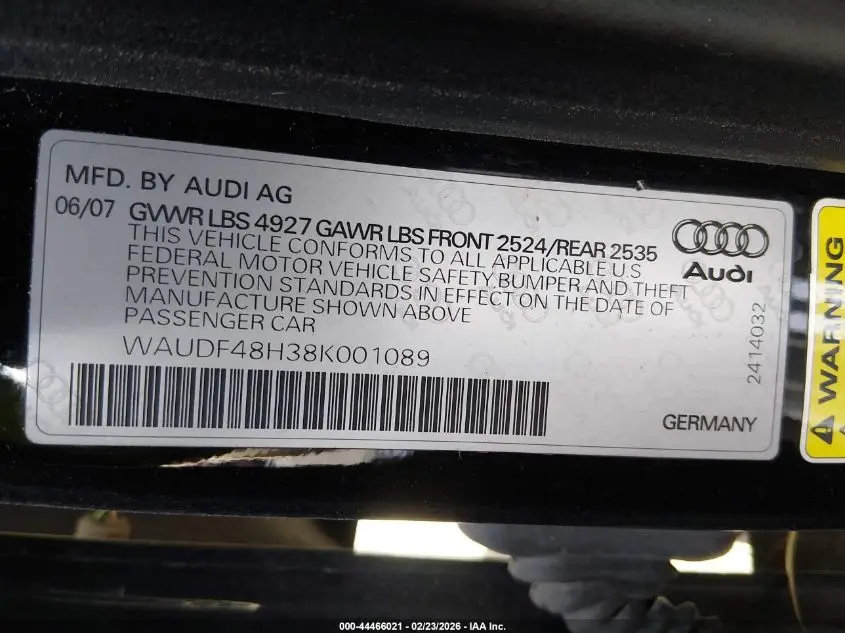 MFD. BY AUDI AG
06/07 GVWR LBS 4927 GAWR LBS FRONT 2524/REAR 2535
THIS VEHICLE CONFORMS TO ALL APPLICABLE U.S
FEDERAL MOTOR VEHICLE SAFETY,BUMPER AND THEFT
PREVENTION STANDARDS IN EFFECT ON THE DATE OF
MANUFACTURE SHOWN ABOVE
PASSENGER CAR
WAUDF48H38K001089
Audi
2414032
GERMANY
WARNING
000-44466021 - 02/23/2026 - IAA Inc.